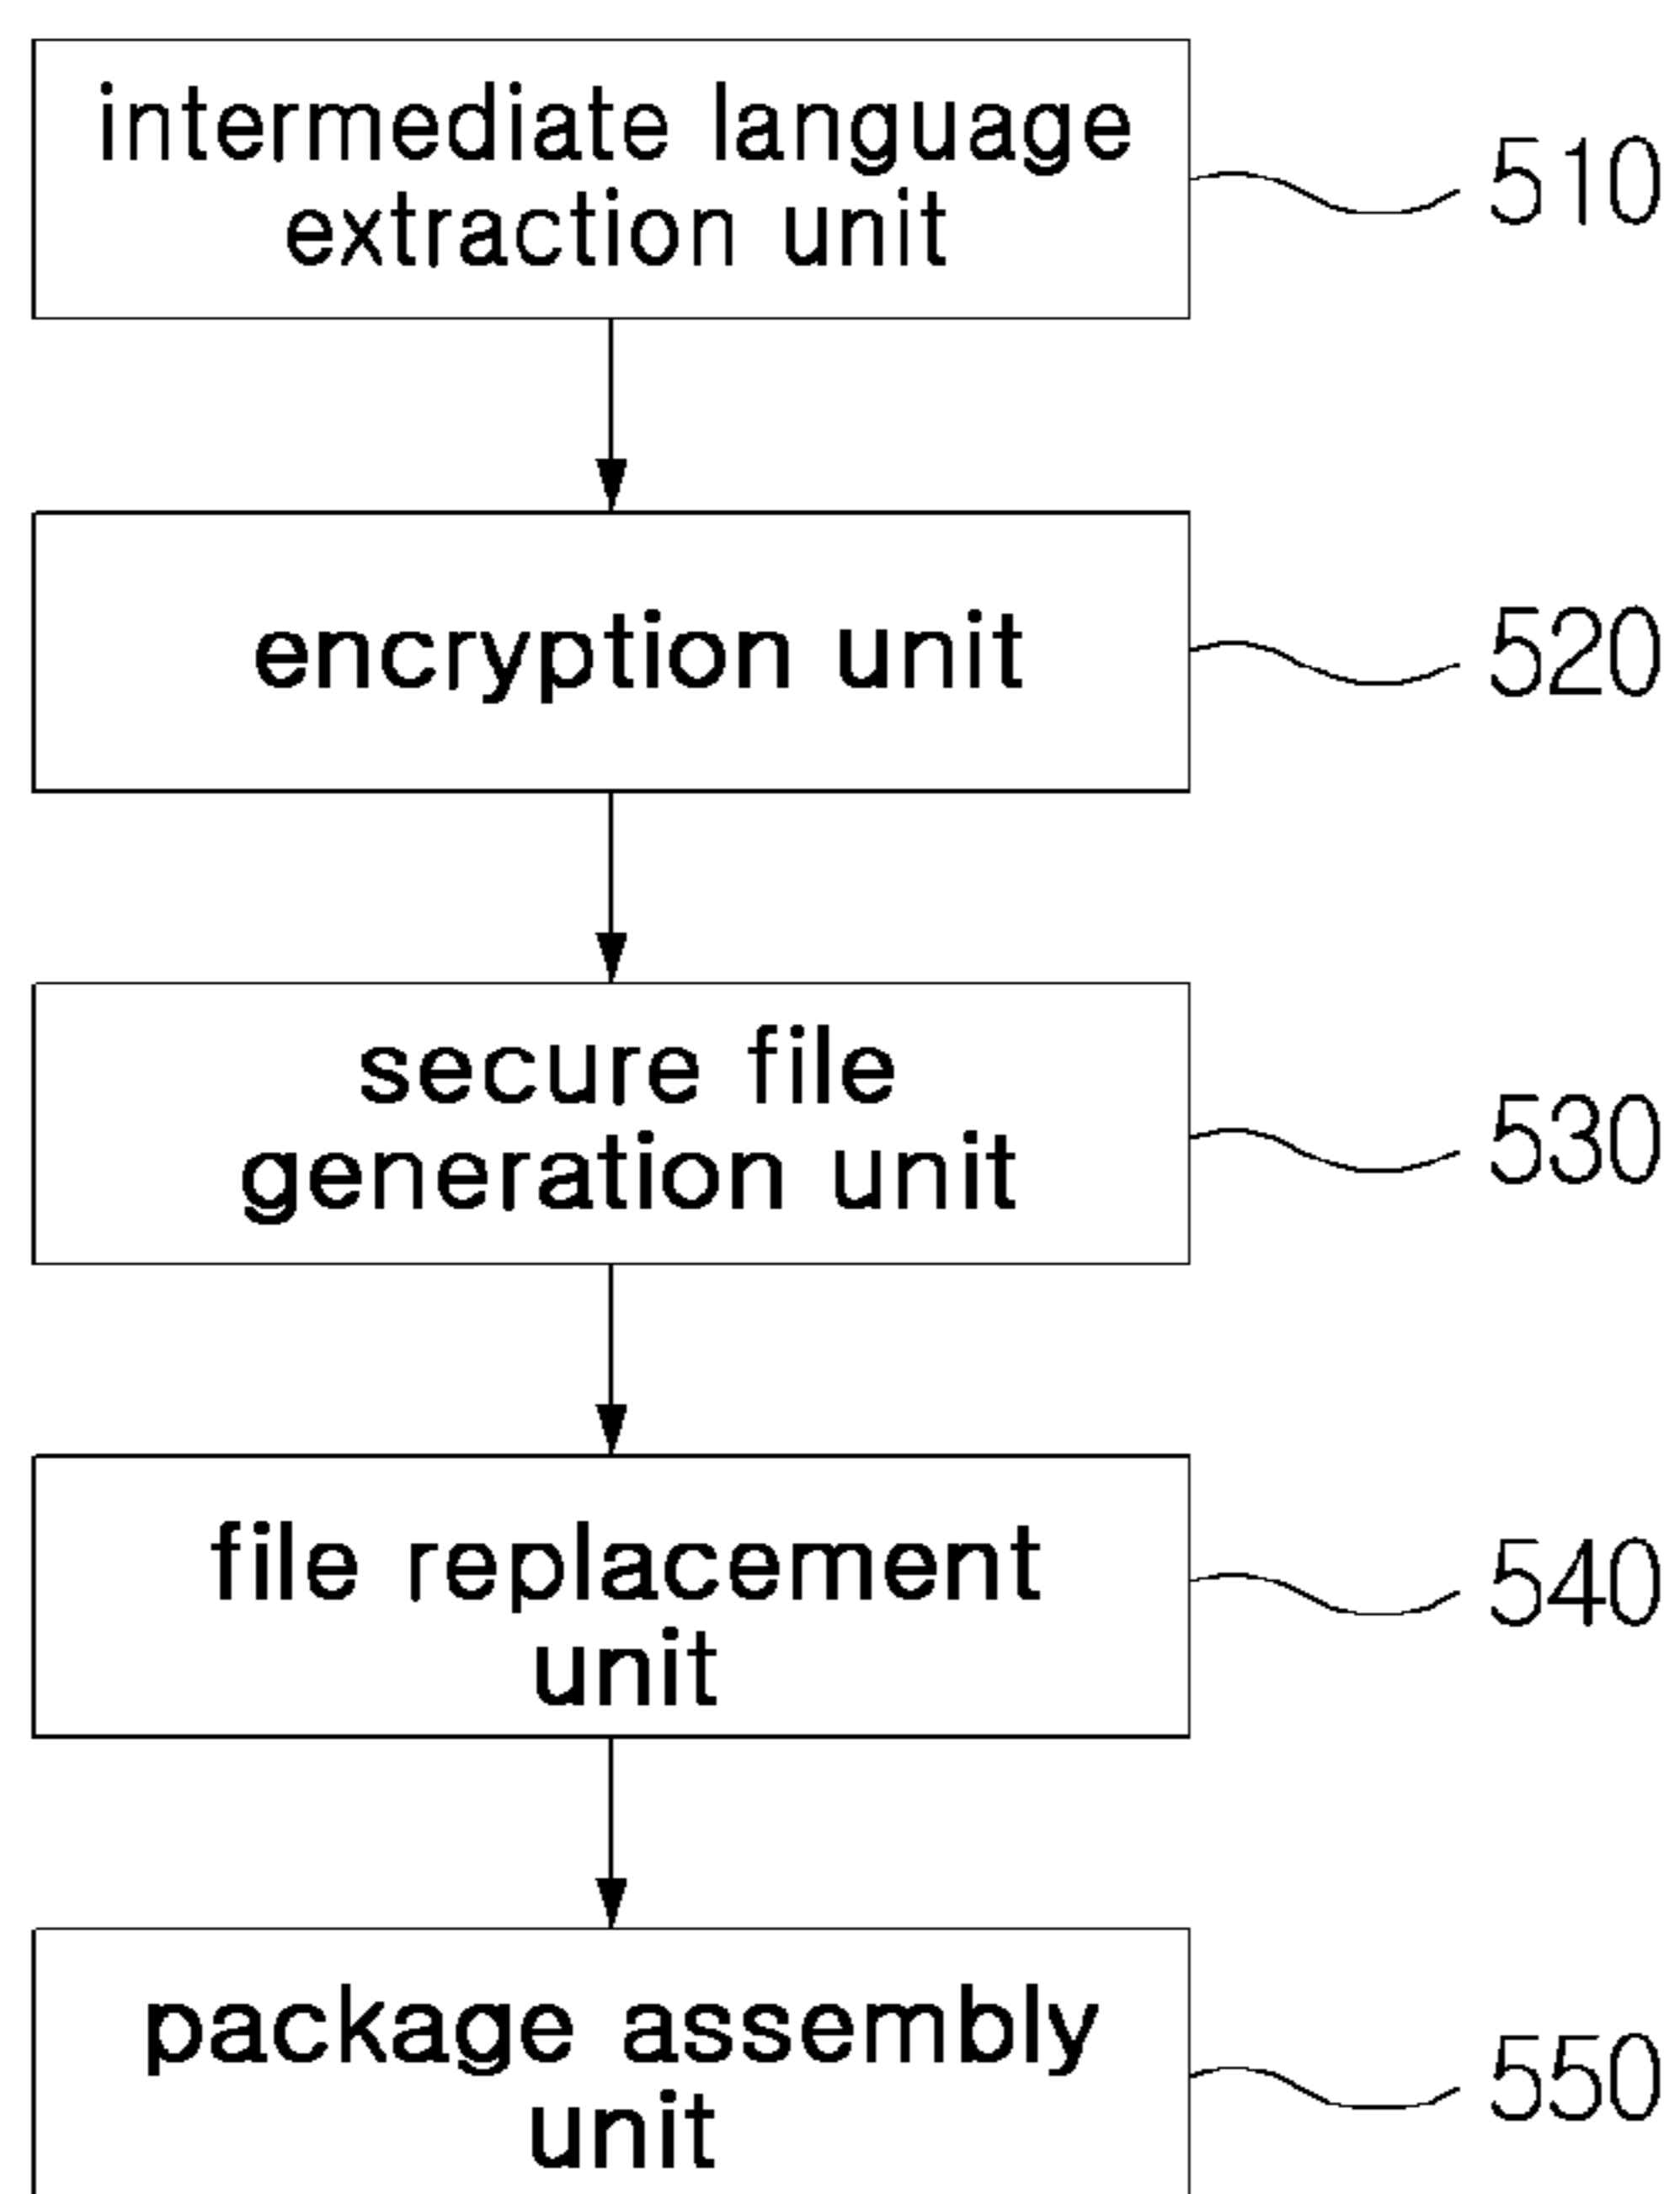 intermediate language
extraction unit
510
encryption unit
520
secure file
generation unit
530
file replacement
unit
540
package assembly
unit
550